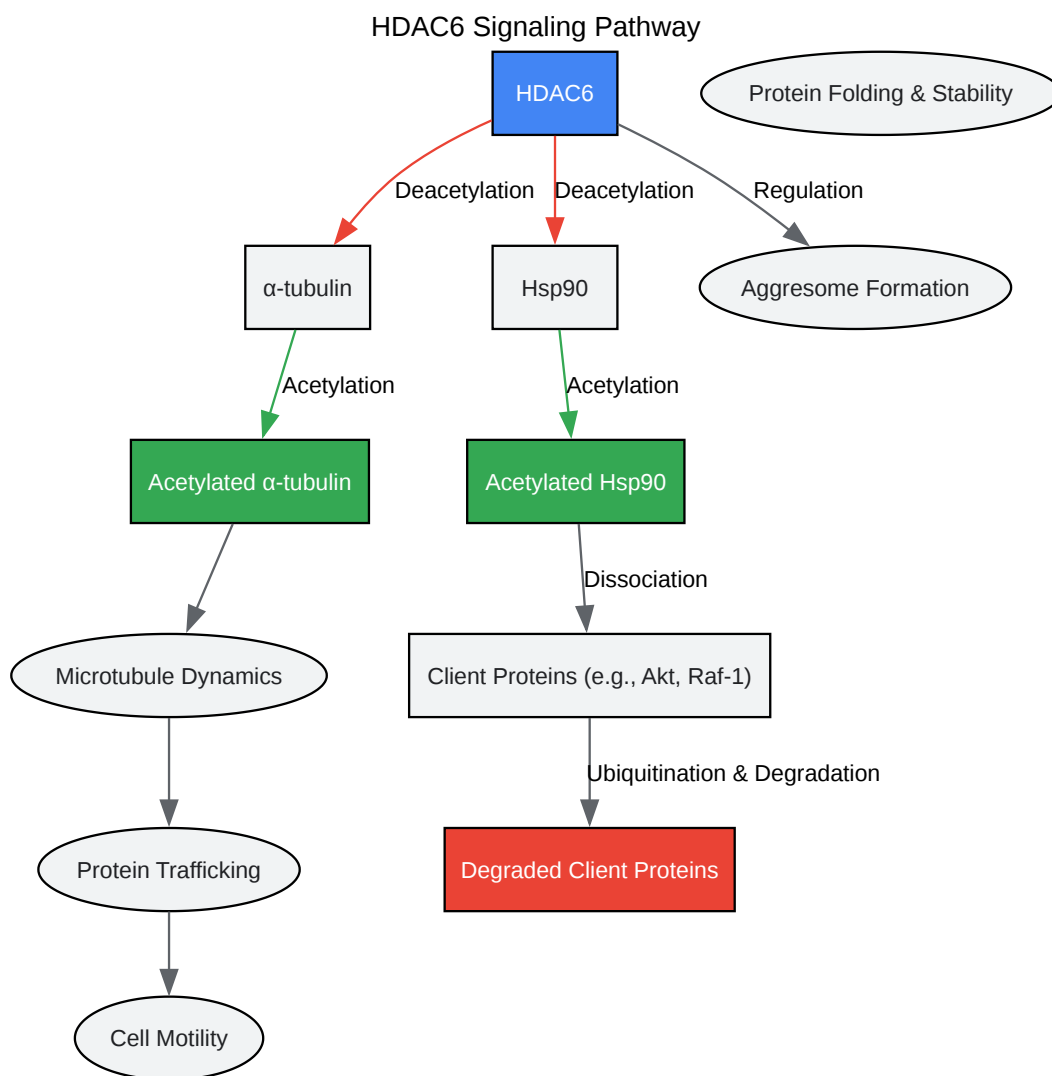 HDAC6 Signaling Pathway
HDAC6
Protein Folding & Stability
Deacetylation
Deacetylation
Regulation
α-tubulin
Hsp90
Aggresome Formation
Acetylation
Acetylation
Acetylated α-tubulin
Acetylated Hsp90
Dissociation
Microtubule Dynamics
Client Proteins (e.g., Akt, Raf-1)
Ubiquitination & Degradation
Protein Trafficking
Degraded Client Proteins
Cell Motility